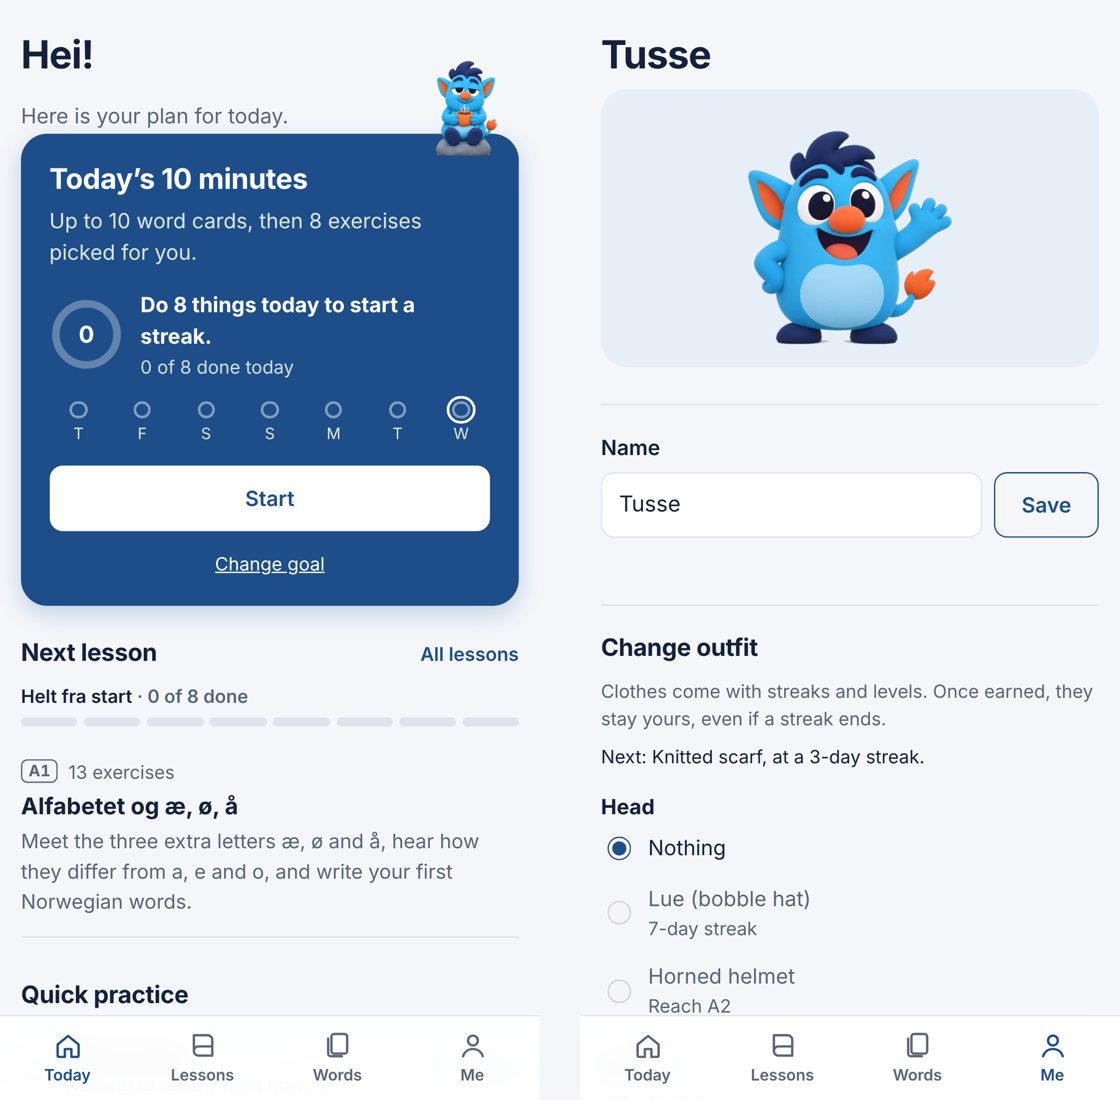 Hei!
Here is your plan for today.
Today’s 10 minutes
Up to 10 word cards, then 8 exercises
picked for you.
0
Do 8 things today to start a
streak.
0 of 8 done today
T F S S M T W
Start
Change goal
Next lesson
All lessons
Helt fra start · 0 of 8 done
A1 13 exercises
Alfabetet og æ, ø, å
Meet the three extra letters æ, ø and å, hear how
they differ from a, e and o, and write your first
Norwegian words.
Quick practice
Today Lessons Words Me
Tusse
Name
Tusse
Save
Change outfit
Clothes come with streaks and levels. Once earned, they
stay yours, even if a streak ends.
Next: Knitted scarf, at a 3-day streak.
Head
Nothing
Lue (bobble hat)
7-day streak
Horned helmet
Reach A2
Today Lessons Words Me